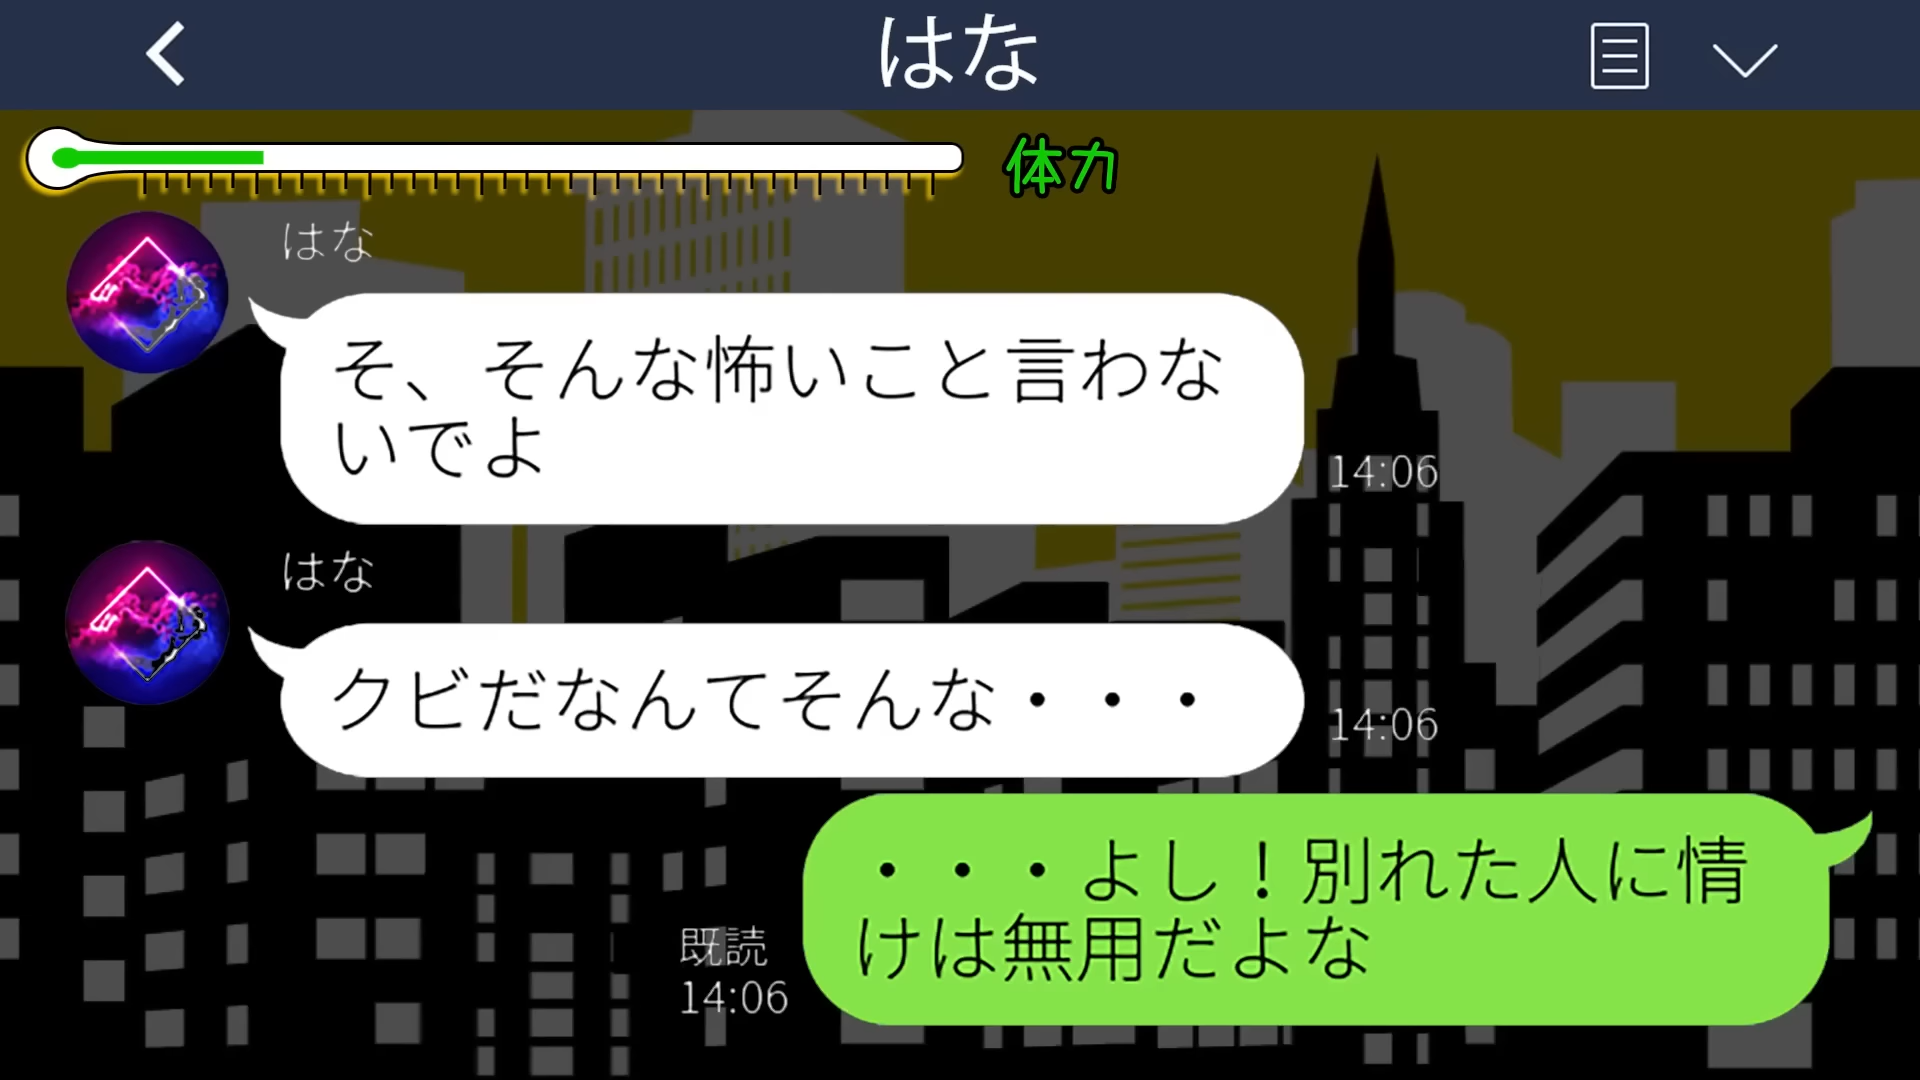 はな
体力
はな
そ、そんな怖いこと言わな
いでよ
14:06
はな
クビだなんてそんな・・・
14:06
・・・よし！別れた人に情
けは無用だよな
既読
14:06